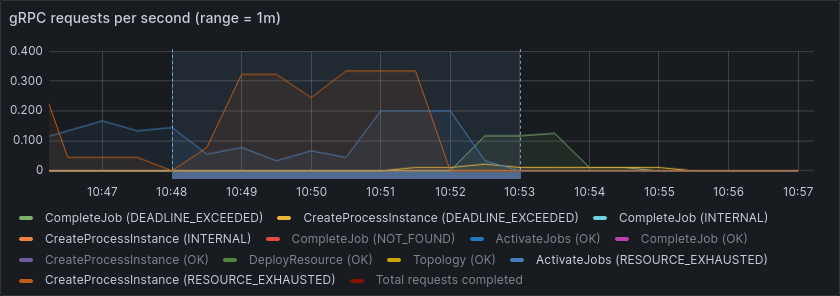 gRPC requests per second (range = 1m)
0.400
0.300
0.200
0.100
0
10:47 10:48 10:49 10:50 10:51 10:52 10:53 10:54 10:55 10:56 10:57
CompleteJob (DEADLINE_EXCEEDED) CreateProcessInstance (DEADLINE_EXCEEDED) CompleteJob (INTERNAL)
CreateProcessInstance (INTERNAL) CompleteJob (NOT_FOUND) ActivateJobs (OK) CompleteJob (OK)
CreateProcessInstance (OK) DeployResource (OK) Topology (OK) ActivateJobs (RESOURCE_EXHAUSTED)
CreateProcessInstance (RESOURCE_EXHAUSTED) Total requests completed